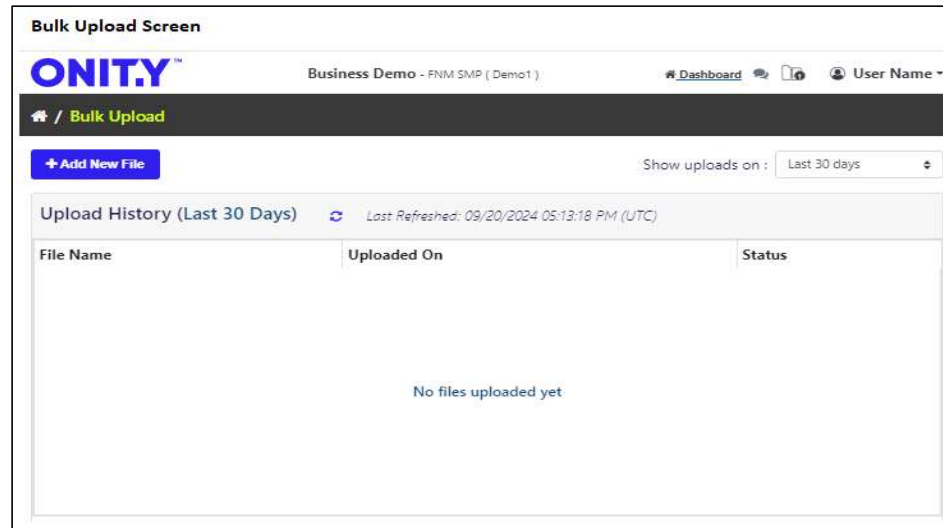 Bulk Upload Screen
ONITY™ Business Demo - FNM SMP ( Demo1 ) Dashboard User Name
/ Bulk Upload
+ Add New File Show uploads on : Last 30 days
Upload History (Last 30 Days) Last Refreshed: 09/20/2024 05:13:18 PM (UTC)
File Name Uploaded On Status
No files uploaded yet